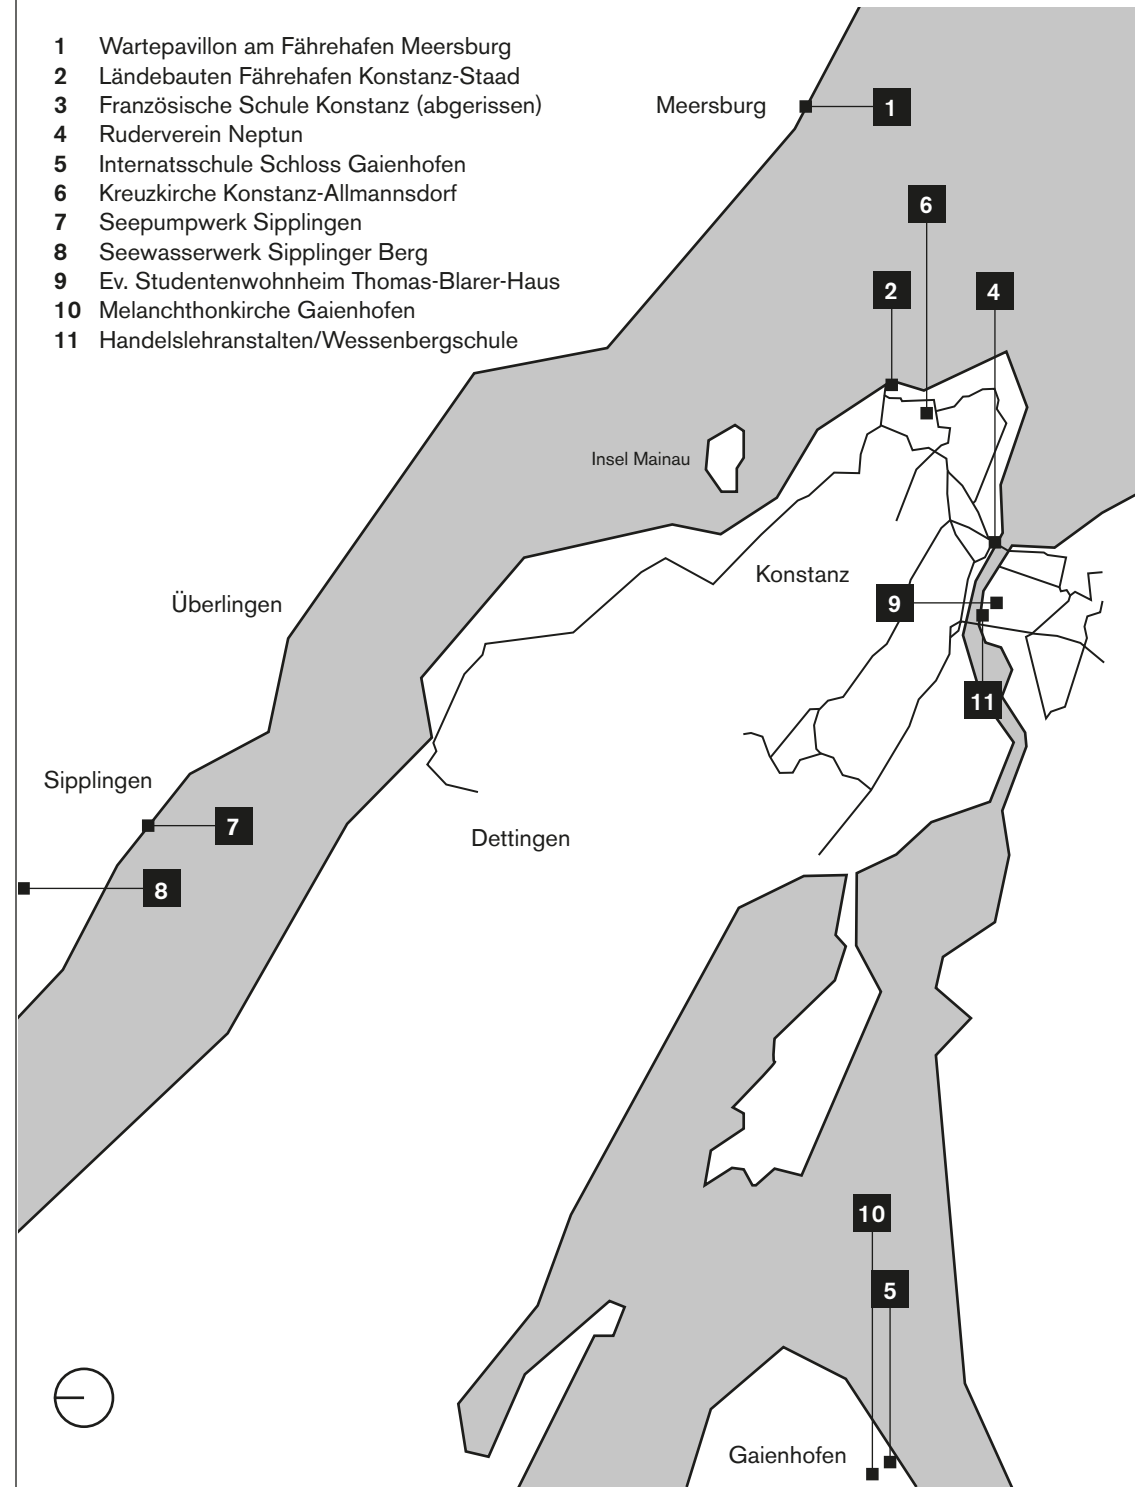 1 Wartepavillon am Fährehafen Meersburg
2 Ländebauten Fährehafen Konstanz-Staad
3 Französische Schule Konstanz (abgerissen)
4 Ruderverein Neptun
5 Internatsschule Schloss Gaienhofen
6 Kreuzkirche Konstanz-Allmannsdorf
7 Seepumpwerk Sipplingen
8 Seewasserwerk Sipplinger Berg
9 Ev. Studentenwohnheim Thomas-Blarer-Haus
10 Melanchthonkirche Gaienhofen
11 Handelslehranstalten/Wessenbergschule
Meersburg
1
6
2
4
Insel Mainau
Konstanz
Überlingen
9
11
Sipplingen
7
Dettingen
8
10
5
Gaienhofen